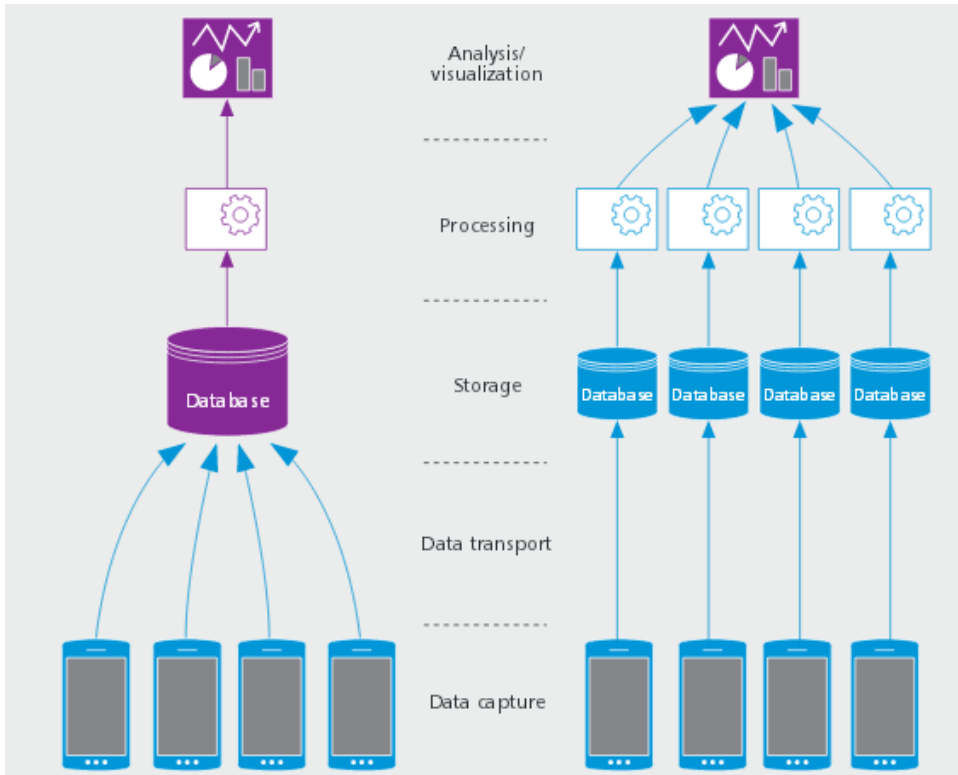 Analysis/
visualization
Processing
Database
Storage
Database Database Database Database
Data transport
Data capture